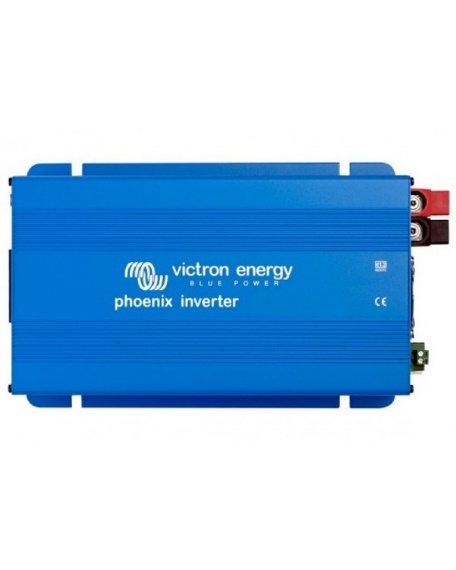 victron energy
BLUE POWER
phoenix inverter
CE